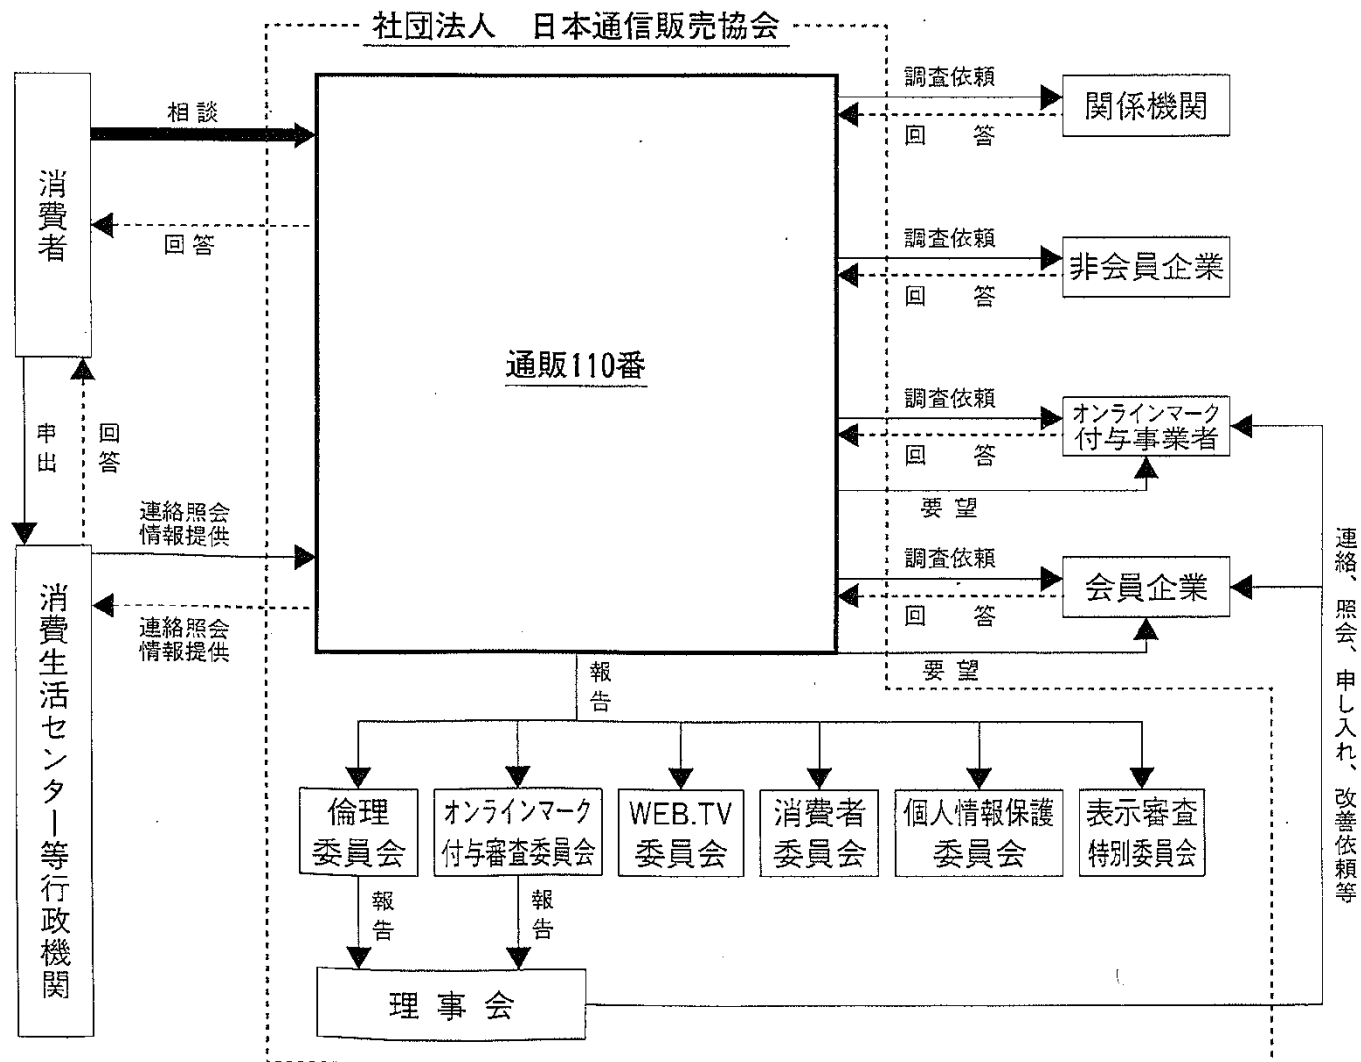 社団法人　日本通信販売協会
消費者
相談
回答
申出
回答
連絡照会
情報提供
連絡照会
情報提供
消費生活センター等行政機関
通販110番
調査依頼
回　答
関係機関
調査依頼
回　答
非会員企業
調査依頼
回　答
オンラインマーク
付与事業者
要望
調査依頼
回　答
会員企業
要望
連絡、照会、申し入れ、改善依頼等
報告
倫理
委員会
オンラインマーク
付与審査委員会
WEB.TV
委員会
消費者
委員会
個人情報保護
委員会
表示審査
特別委員会
報告
報告
理事会